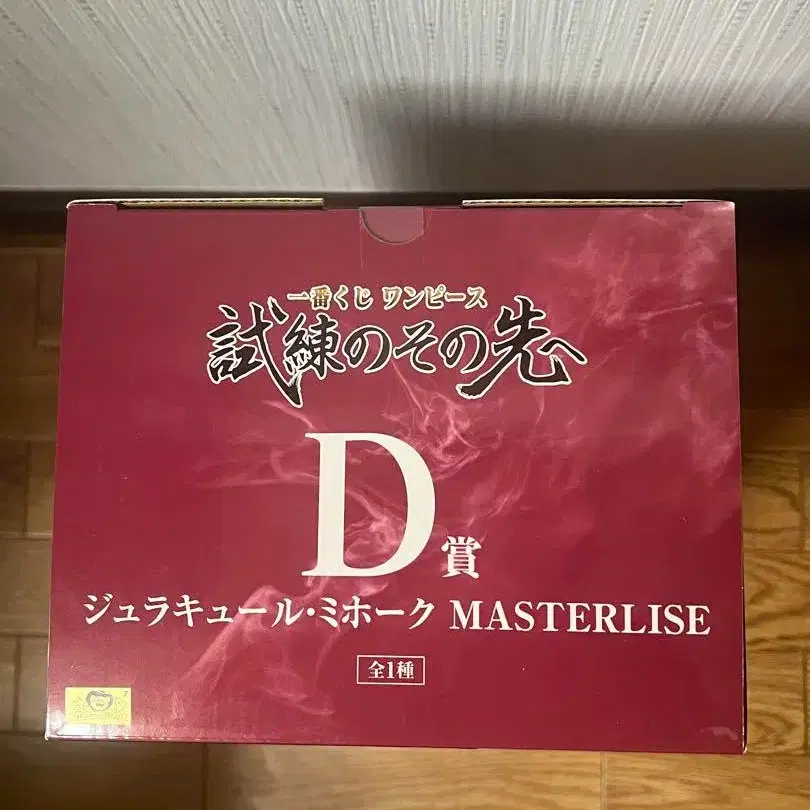 一番くじ ワンピース
試練のその先へ
D賞
ジュラキュール・ミホーク MASTERLISE
全1種